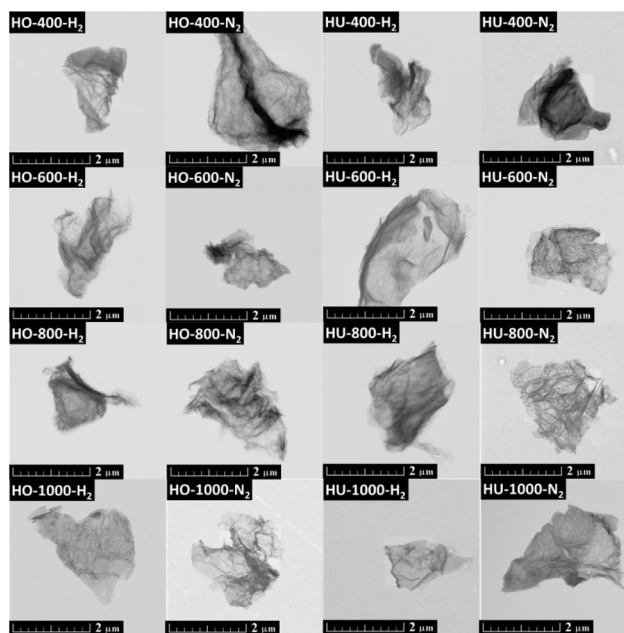 HO-400-H₂ HO-400-N₂ HU-400-H₂ HU-400-N₂
2 μm 2 μm 2 μm 2 μm
HO-600-H₂ HO-600-N₂ HU-600-H₂ HU-600-N₂
2 μm 2 μm 2 μm 2 μm
HO-800-H₂ HO-800-N₂ HU-800-H₂ HU-800-N₂
2 μm 2 μm 2 μm 2 μm
HO-1000-H₂ HO-1000-N₂ HU-1000-H₂ HU-1000-N₂
2 μm 2 μm 2 μm 2 μm